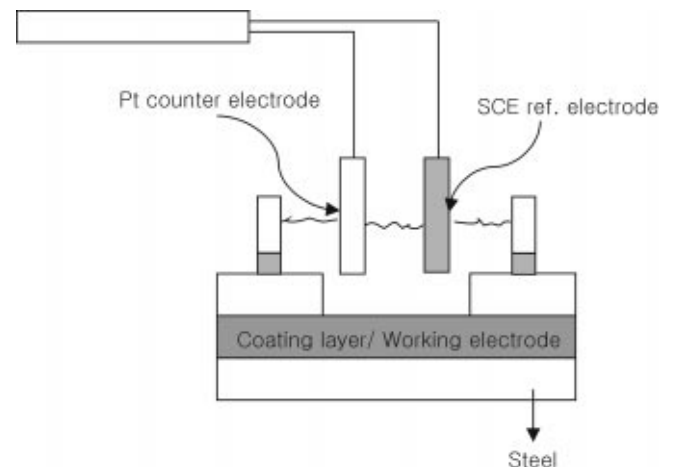 Pt counter electrode
SCE ref. electrode
Coating layer/ Working electrode
Steel